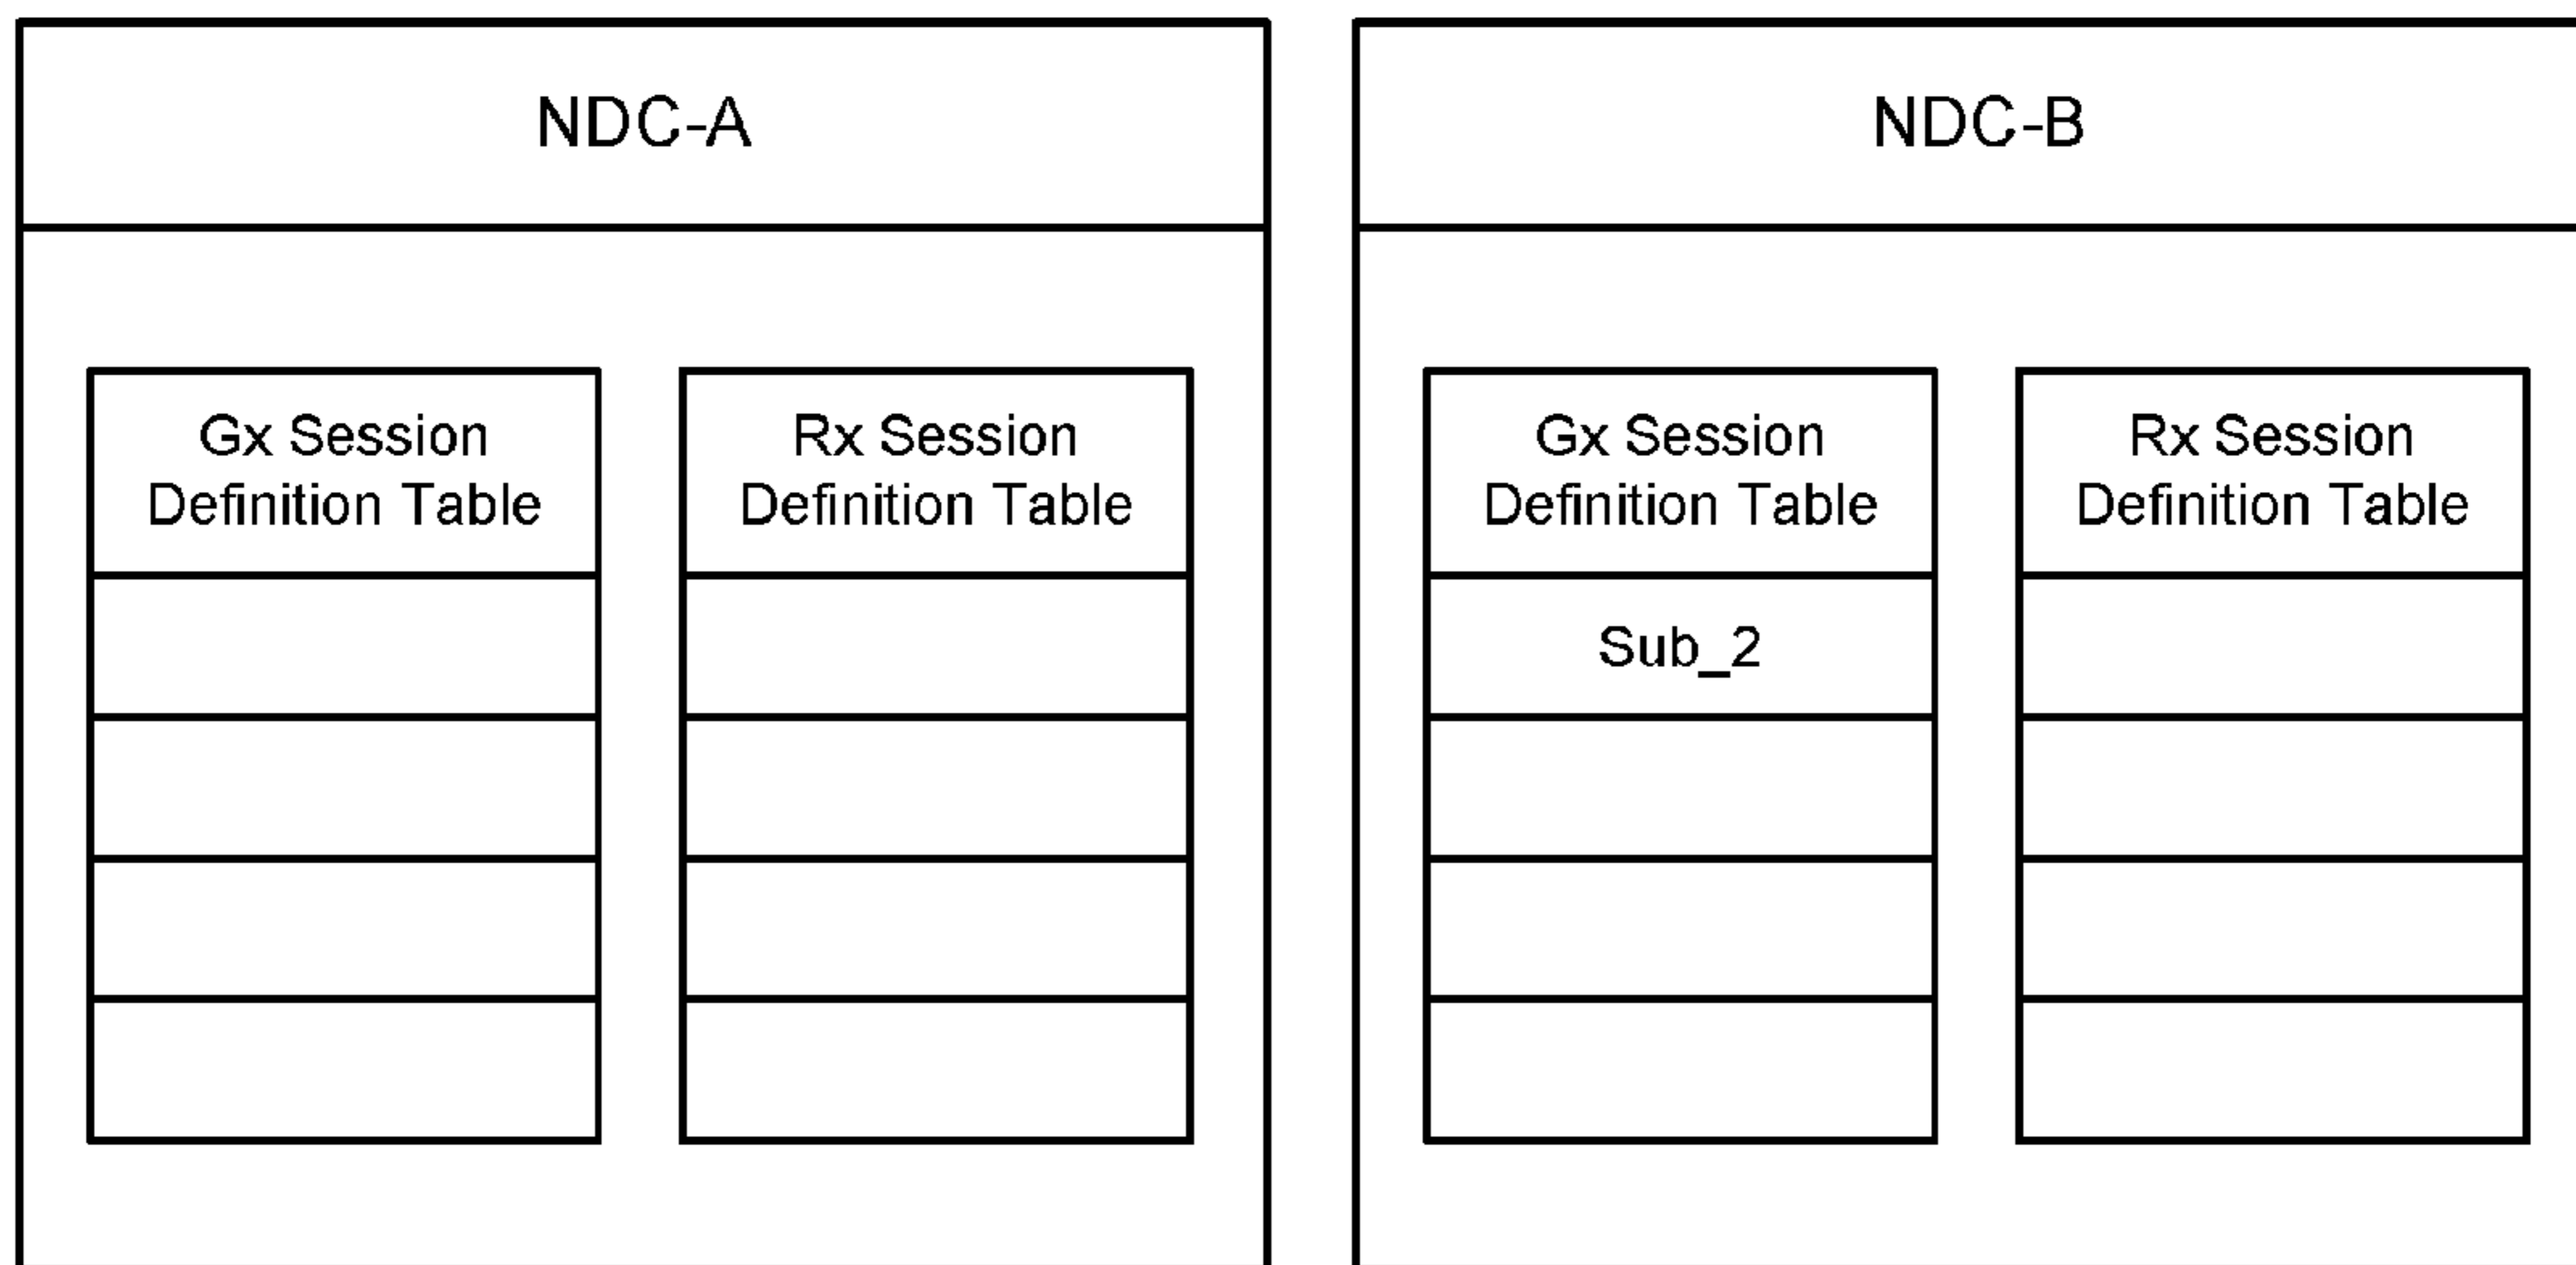 NDC-A
Gx Session
Definition Table
Rx Session
Definition Table
NDC-B
Gx Session
Definition Table
Sub_2
Rx Session
Definition Table